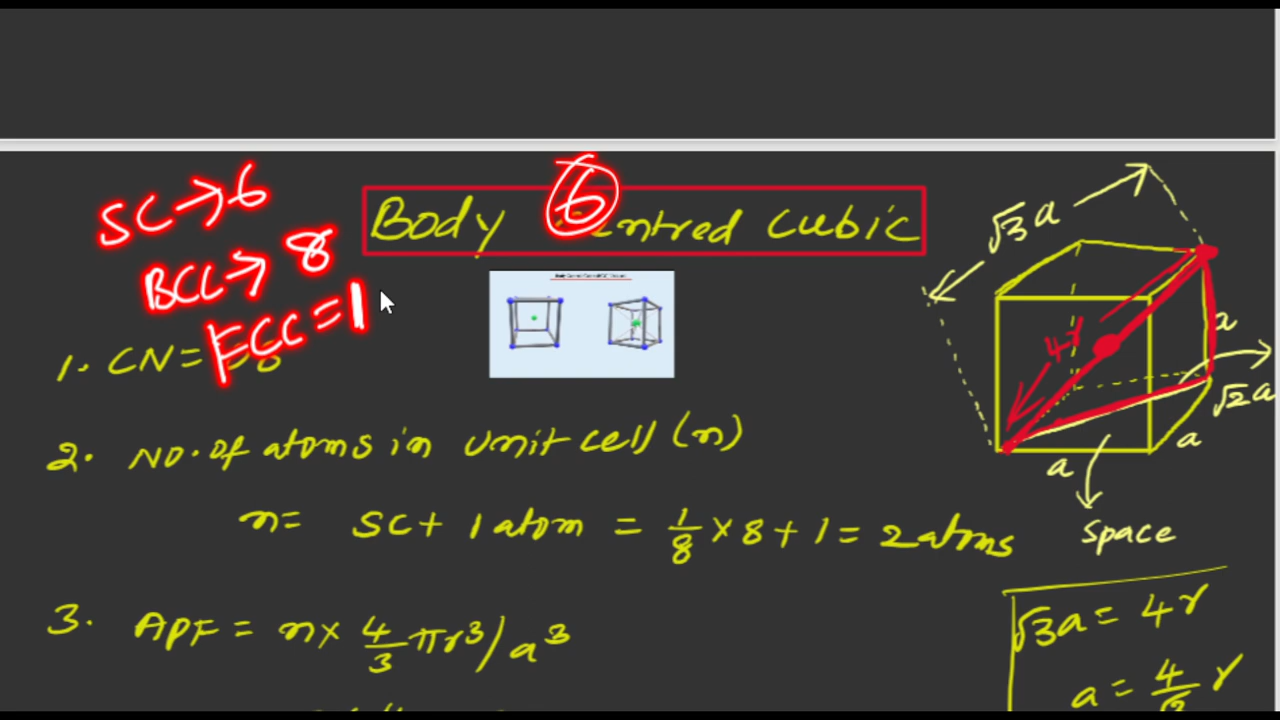 SC→6
BCC→8
FCC=1
6
Body Centred Cubic
1. CN=
2. No. of atoms in unit cell (n)
n= SC+ 1 atom = 1/8 × 8 + 1 = 2 atoms
3. APF = n× 4/3 πr³/a³
√3a
4r
a
√2a
a
a
space
√3a = 4r
a = 4/√3 r